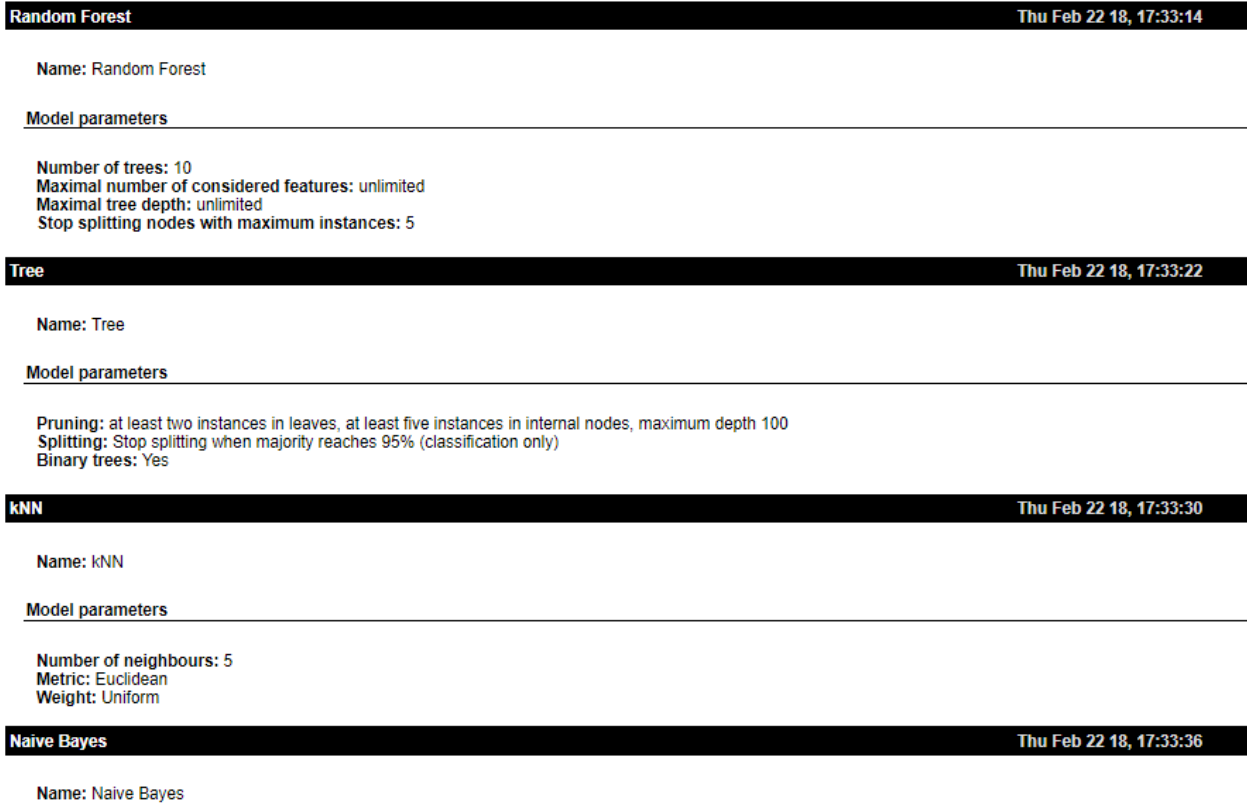 Random Forest Thu Feb 22 18, 17:33:14
Name: Random Forest
Model parameters
Number of trees: 10
Maximal number of considered features: unlimited
Maximal tree depth: unlimited
Stop splitting nodes with maximum instances: 5
Tree Thu Feb 22 18, 17:33:22
Name: Tree
Model parameters
Pruning: at least two instances in leaves, at least five instances in internal nodes, maximum depth 100
Splitting: Stop splitting when majority reaches 95% (classification only)
Binary trees: Yes
kNN Thu Feb 22 18, 17:33:30
Name: kNN
Model parameters
Number of neighbours: 5
Metric: Euclidean
Weight: Uniform
Naive Bayes Thu Feb 22 18, 17:33:36
Name: Naive Bayes